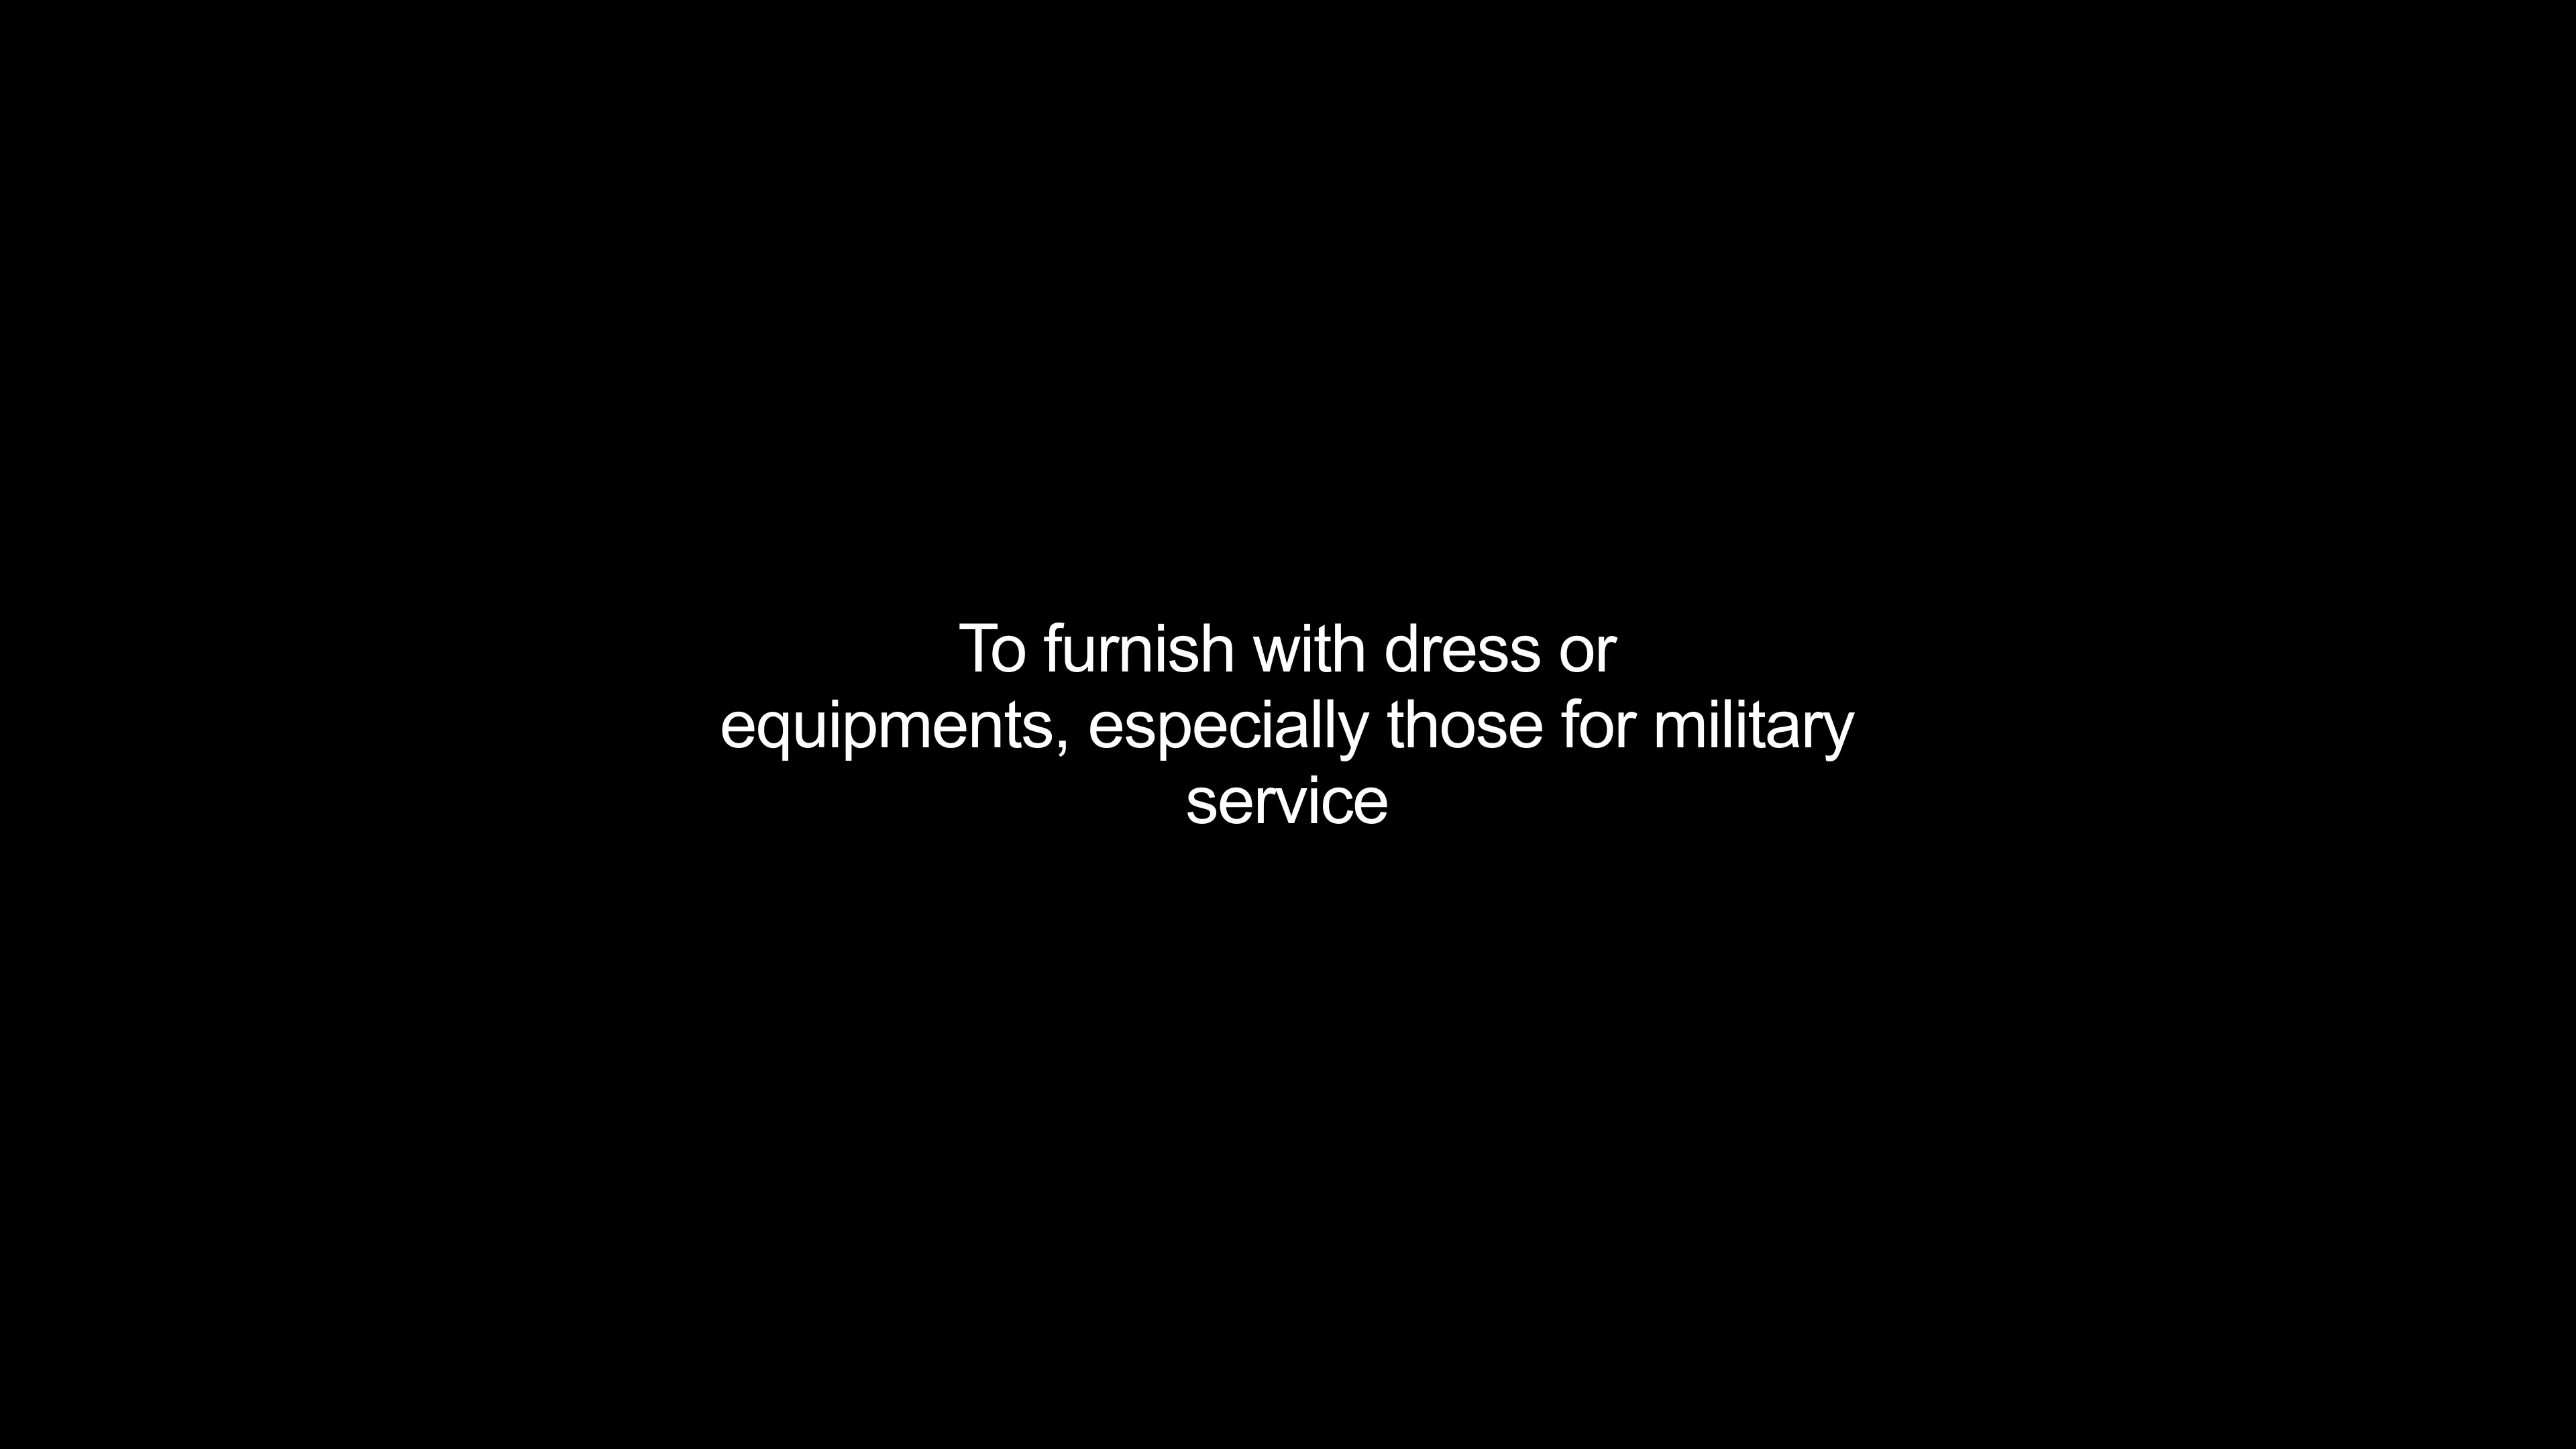 To furnish with dress or
equipments, especially those for military
service